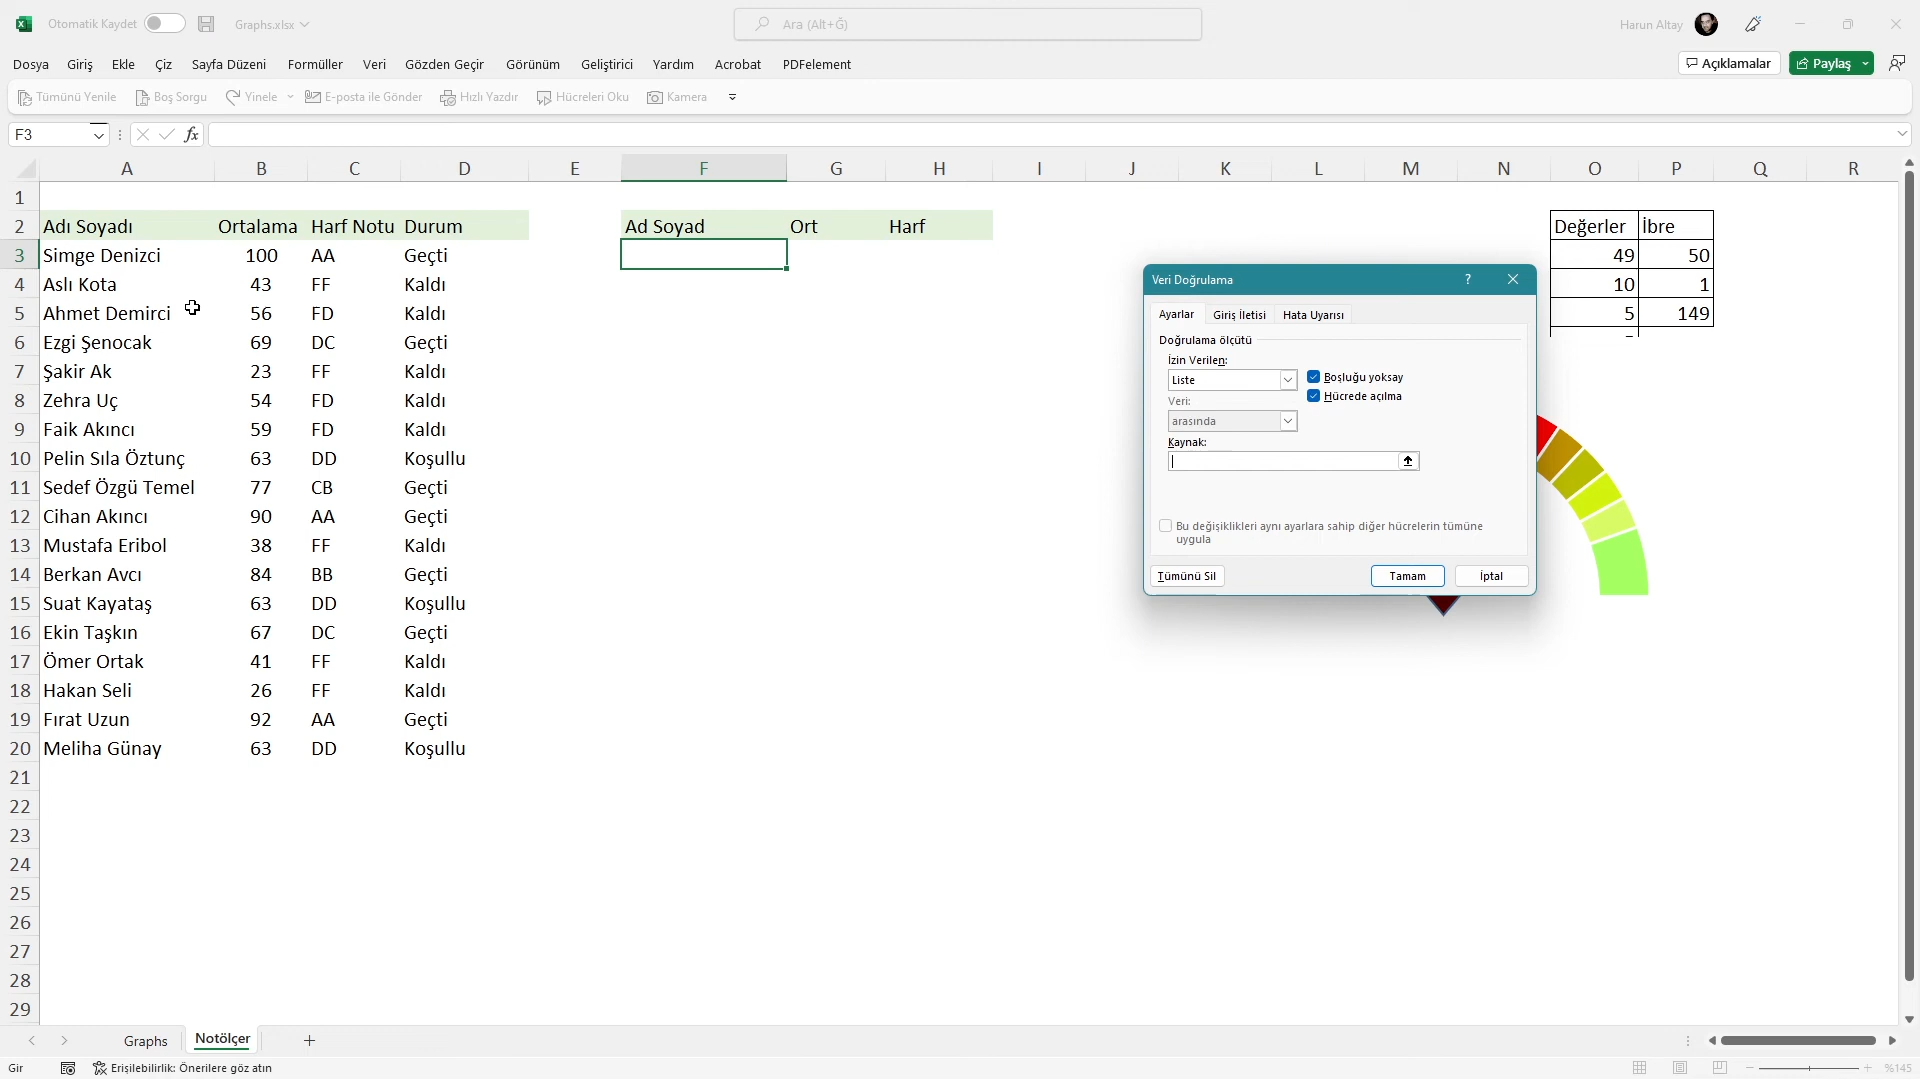 Otomatik Kaydet Graphs.xlsx Ara (Alt+Ğ) Harun Altay
Dosya Giriş Ekle Çiz Sayfa Düzeni Formüller Veri Gözden Geçir Görünüm Geliştirici Yardım Acrobat PDFelement Açıklamalar Paylaş
Tümünü Yenile Boş Sorgu Yinele E-posta ile Gönder Hızlı Yazdır Hücreleri Oku Kamera
F3 fx
A B C D E F G H I J K L M N O P Q R
1
2 Adı Soyadı Ortalama Harf Notu Durum Ad Soyad Ort Harf Değerler İbre
3 Simge Denizci 100 AA Geçti 49 50
4 Aslı Kota 43 FF Kaldı 10 1
5 Ahmet Demirci 56 FD Kaldı 5 149
6 Ezgi Şenocak 69 DC Geçti
7 Şakir Ak 23 FF Kaldı
8 Zehra Uç 54 FD Kaldı
9 Faik Akıncı 59 FD Kaldı
10 Pelin Sıla Öztunç 63 DD Koşullu
11 Sedef Özgü Temel 77 CB Geçti
12 Cihan Akıncı 90 AA Geçti
13 Mustafa Eribol 38 FF Kaldı
14 Berkan Avcı 84 BB Geçti
15 Suat Kayataş 63 DD Koşullu
16 Ekin Taşkın 67 DC Geçti
17 Ömer Ortak 41 FF Kaldı
18 Hakan Seli 26 FF Kaldı
19 Fırat Uzun 92 AA Geçti
20 Meliha Günay 63 DD Koşullu
21
22
23
24
25
26
27
28
29
Veri Doğrulama ?
Ayarlar Giriş İletisi Hata Uyarısı
Doğrulama ölçütü
İzin Verilen:
Liste Boşluğu yoksay
Veri: Hücrede açılma
arasında
Kaynak:
Bu değişiklikleri aynı ayarlara sahip diğer hücrelerin tümüne
uygula
Tümünü Sil Tamam İptal
Graphs Notölçer
Gir Erişilebilirlik: Önerilere göz atın %145